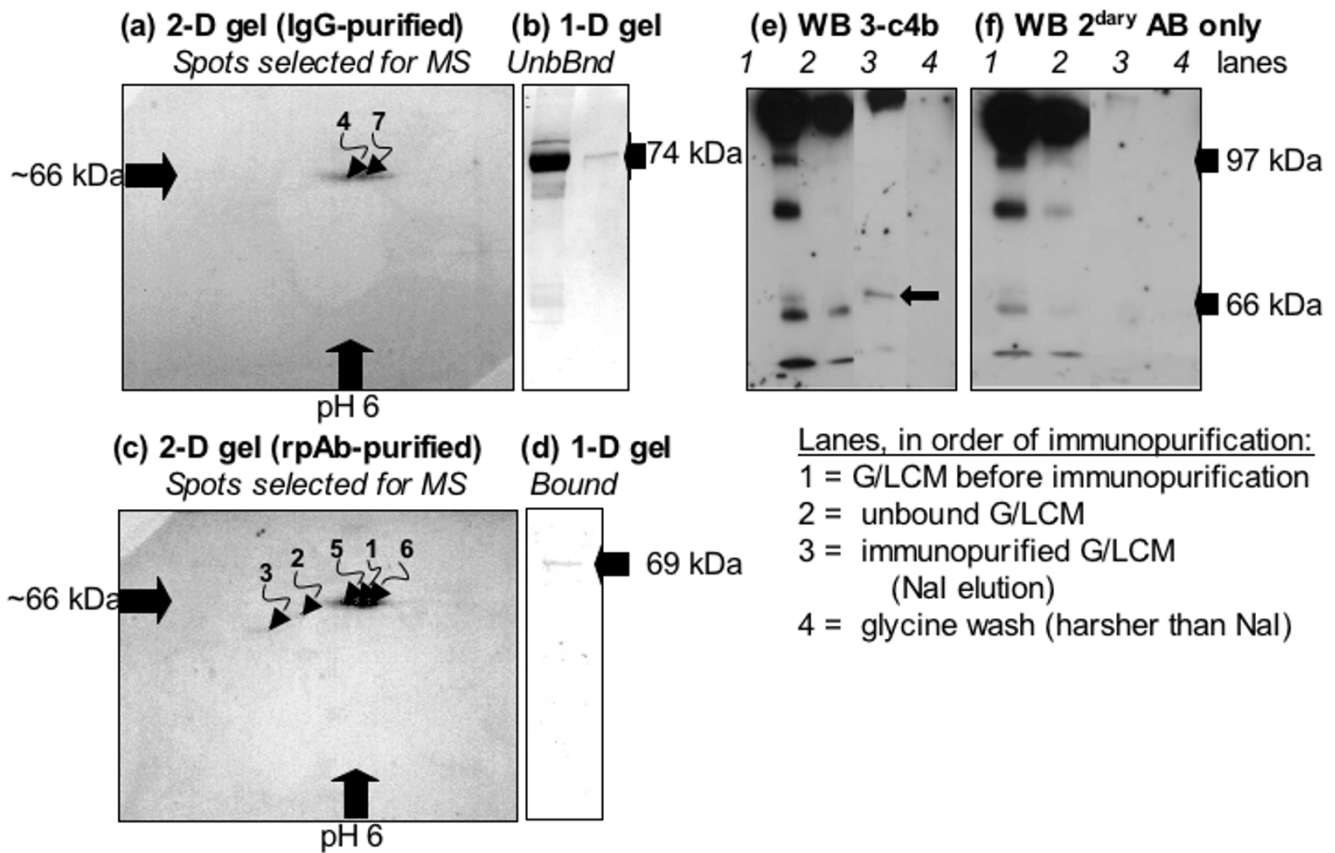 (a) 2-D gel (IgG-purified)
Spots selected for MS
4 7
~66 kDa
pH 6
(b) 1-D gel
UnbBnd
74 kDa
(c) 2-D gel (rpAb-purified)
Spots selected for MS
3 2 5 1 6
~66 kDa
pH 6
(d) 1-D gel
Bound
69 kDa
(e) WB 3-c4b
1 2 3 4
(f) WB 2dary AB only
1 2 3 4 lanes
97 kDa
66 kDa
Lanes, in order of immunopurification:
1 = G/LCM before immunopurification
2 = unbound G/LCM
3 = immunopurified G/LCM
(NaI elution)
4 = glycine wash (harsher than NaI)